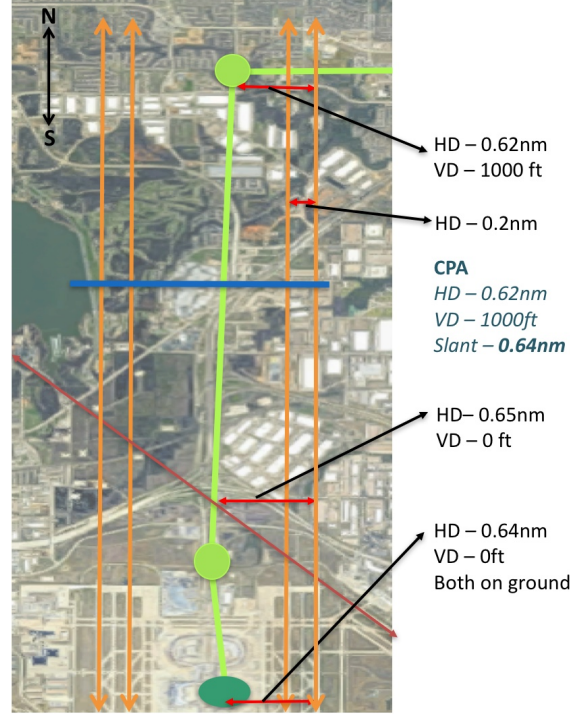 N
S
HD – 0.62nm
VD – 1000 ft
HD – 0.2nm
CPA
HD – 0.62nm
VD – 1000ft
Slant – 0.64nm
HD– 0.65nm
VD – 0 ft
HD – 0.64nm
VD – 0ft
Both on ground